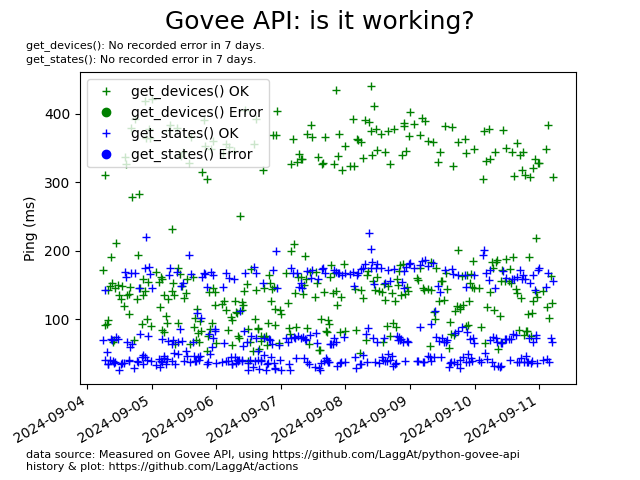 Govee API: is it working?
get_devices(): No recorded error in 7 days.
get_states(): No recorded error in 7 days.
get_devices() OK
get_devices() Error
get_states() OK
get_states() Error
Ping (ms)
400
300
200
100
2024-09-04
2024-09-05
2024-09-06
2024-09-07
2024-09-08
2024-09-09
2024-09-10
2024-09-11
data source: Measured on Govee API, using https://github.com/LaggAt/python-govee-api
history & plot: https://github.com/LaggAt/actions